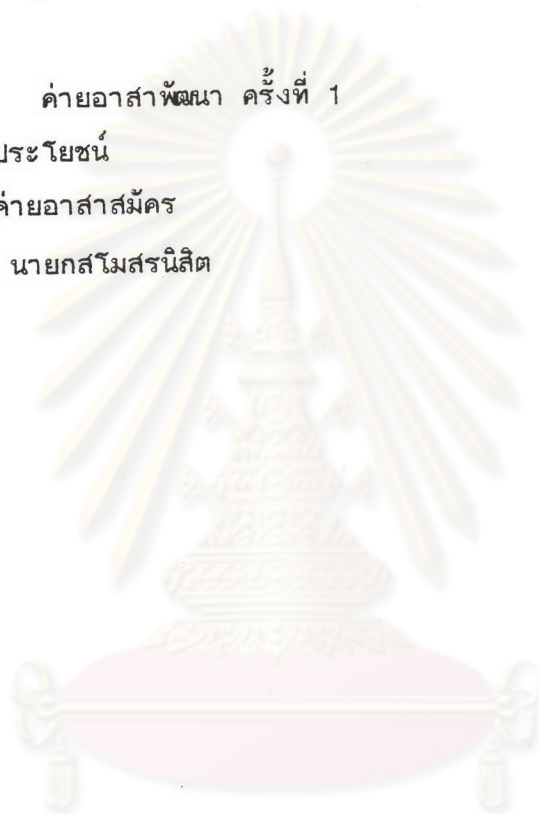 ค่ายอาสาพัฒนา ครั้งที่ 1
ประโยชน์
ค่ายอาสาสมัคร
นายกสโมสรนิสิต